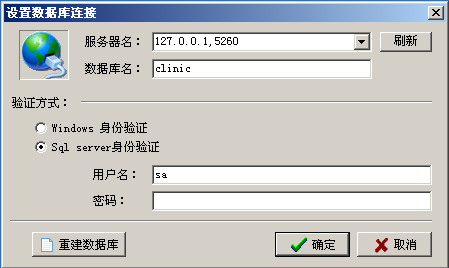 设置数据库连接
服务器名： 127.0.0.1,5260 刷新
数据库名： clinic
验证方式：
Windows 身份验证
Sql server身份验证
用户名： sa
密码：
重建数据库 确定 取消